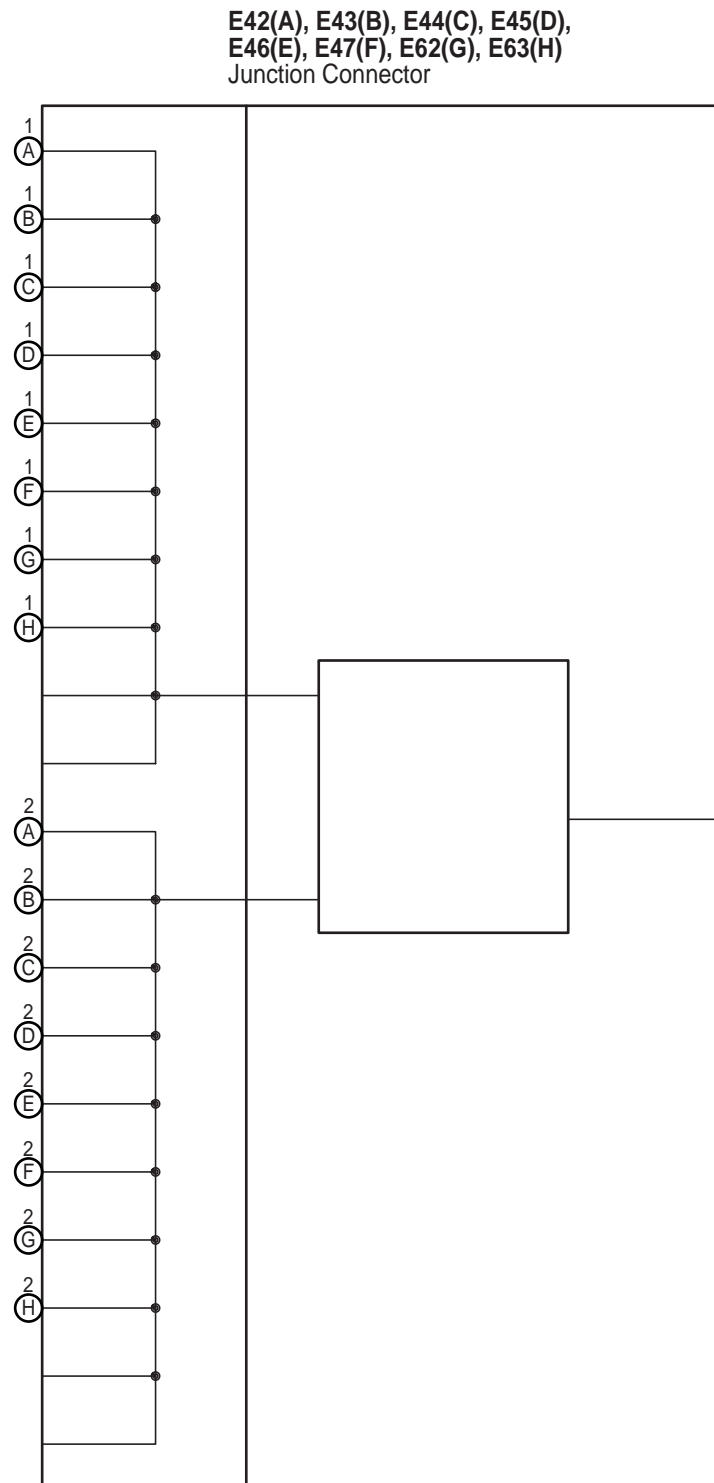 E42(A), E43(B), E44(C), E45(D),
E46(E), E47(F), E62(G), E63(H)
Junction Connector
1
A
1
B
1
C
1
D
1
E
1
F
1
G
1
H
2
A
2
B
2
C
2
D
2
E
2
F
2
G
2
H